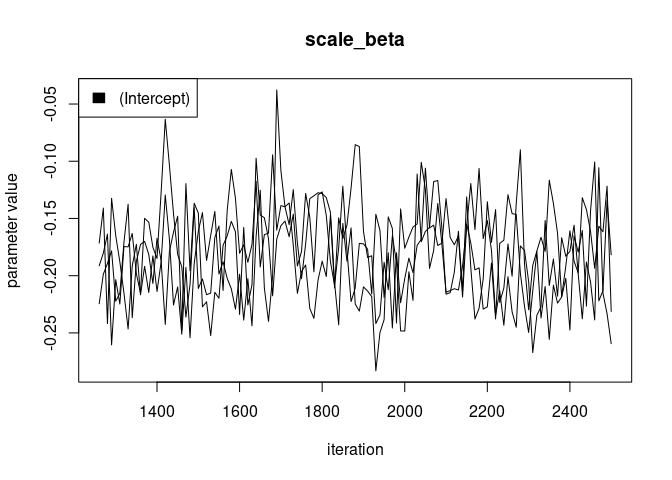 scale_beta
(Intercept)
parameter value
-0.05
-0.10
-0.15
-0.20
-0.25
1400 1600 1800 2000 2200 2400
iteration